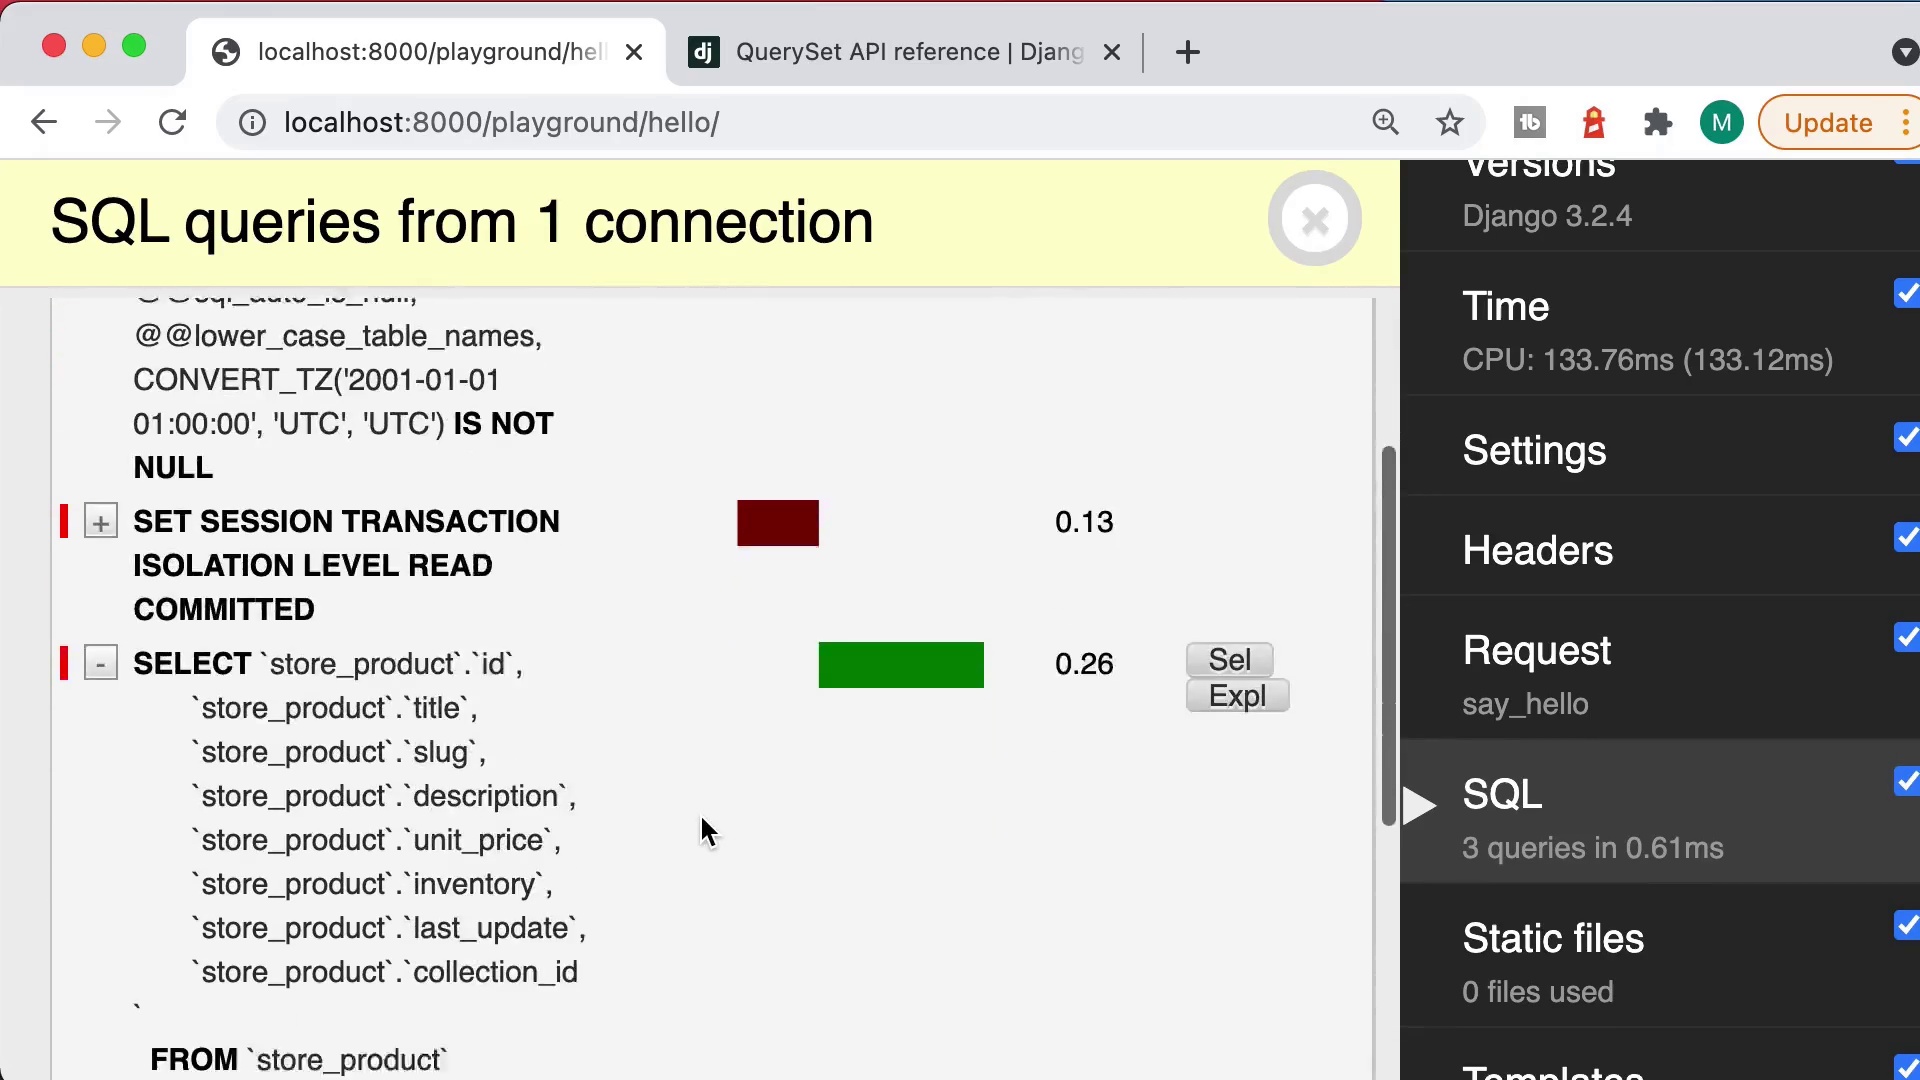 localhost:8000/playground/hel
QuerySet API reference | Djang
localhost:8000/playground/hello/
Update
SQL queries from 1 connection
@@sql_auto_is_null,
@@lower_case_table_names,
CONVERT_TZ('2001-01-01
01:00:00', 'UTC', 'UTC') IS NOT
NULL
+ SET SESSION TRANSACTION 0.13
ISOLATION LEVEL READ
COMMITTED
- SELECT `store_product`.`id`, 0.26 Sel
Expl
`store_product`.`title`,
`store_product`.`slug`,
`store_product`.`description`,
`store_product`.`unit_price`,
`store_product`.`inventory`,
`store_product`.`last_update`,
`store_product`.`collection_id
`
FROM `store_product`
Versions
Django 3.2.4
Time
CPU: 133.76ms (133.12ms)
Settings
Headers
Request
say_hello
SQL
3 queries in 0.61ms
Static files
0 files used
Templates
dj
tb
M